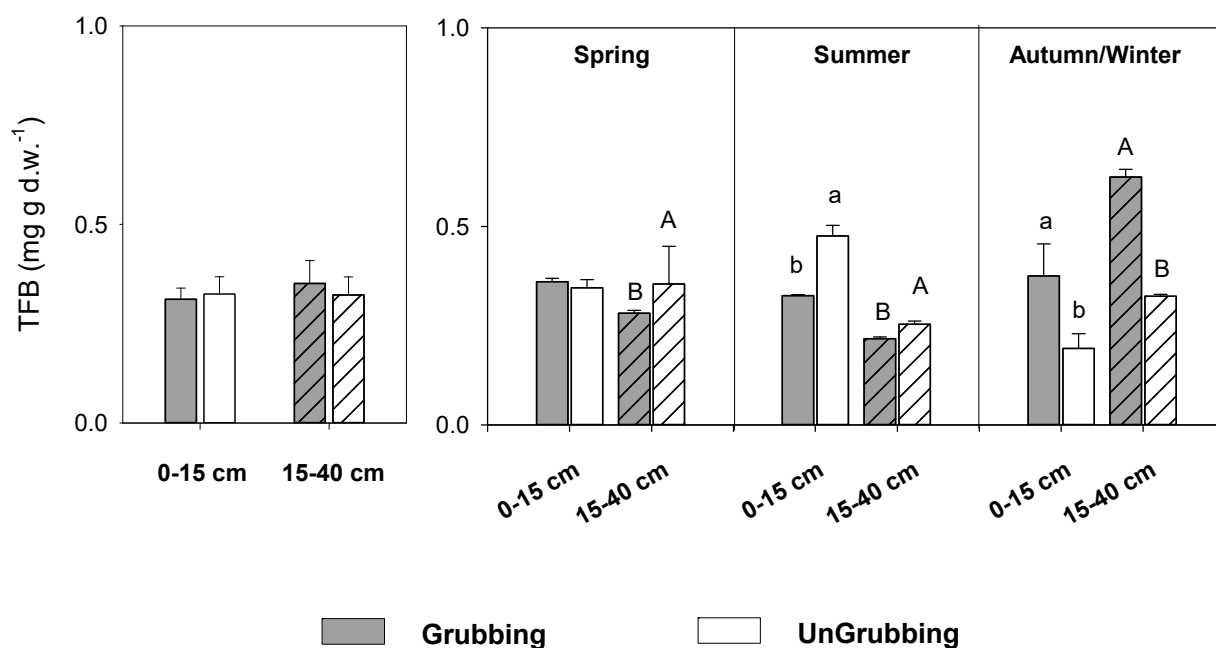 TFB (mg g d.w.-1)
1.0
0.5
0.0
0-15 cm
15-40 cm
1.0
0.5
0.0
Spring
Summer
Autumn/Winter
B
A
b
a
B
A
a
b
A
B
0-15 cm
15-40 cm
0-15 cm
15-40 cm
0-15 cm
15-40 cm
Grubbing
UnGrubbing